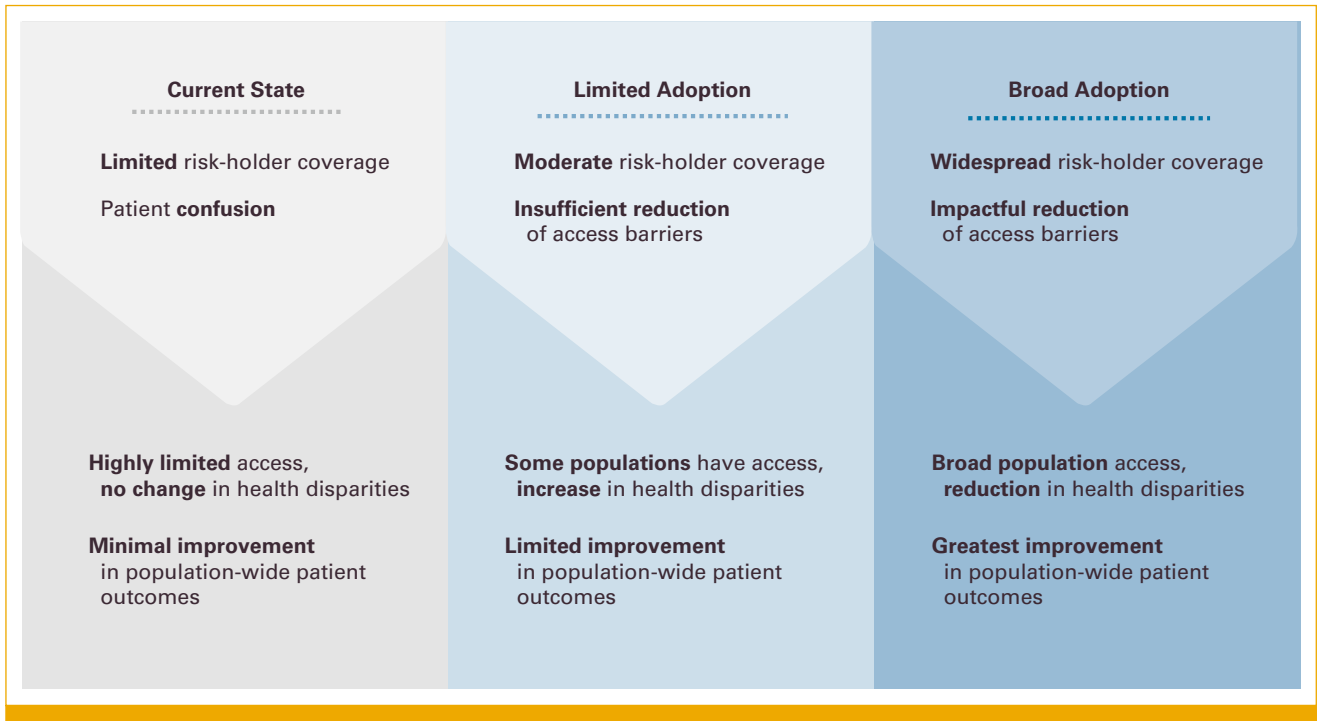 Current State
Limited risk-holder coverage
Patient confusion
Highly limited access,
no change in health disparities
Minimal improvement
in population-wide patient
outcomes
Limited Adoption
Moderate risk-holder coverage
Insufficient reduction
of access barriers
Some populations have access,
increase in health disparities
Limited improvement
in population-wide patient
outcomes
Broad Adoption
Widespread risk-holder coverage
Impactful reduction
of access barriers
Broad population access,
reduction in health disparities
Greatest improvement
in population-wide patient
outcomes